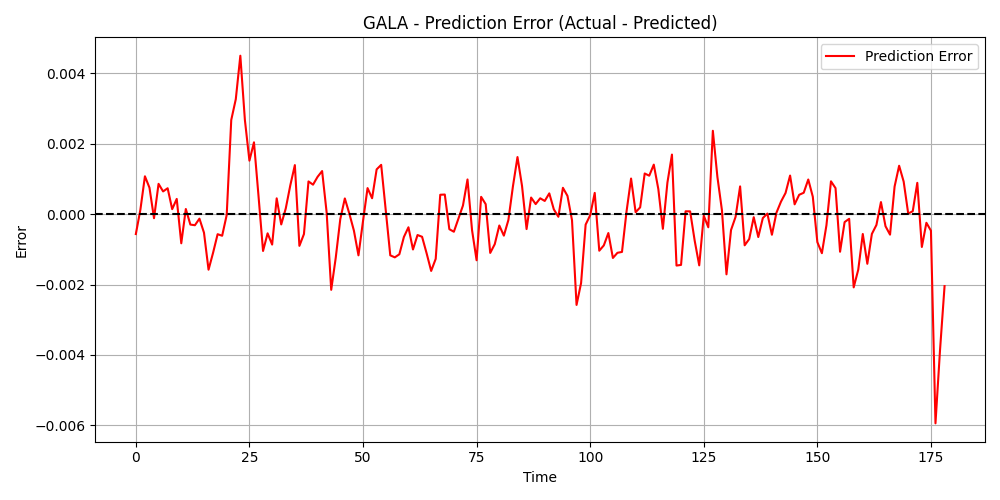 GALA - Prediction Error (Actual - Predicted)
Prediction Error
0.004
0.002
0.000
−0.002
−0.004
−0.006
Error
0 25 50 75 100 125 150 175
Time